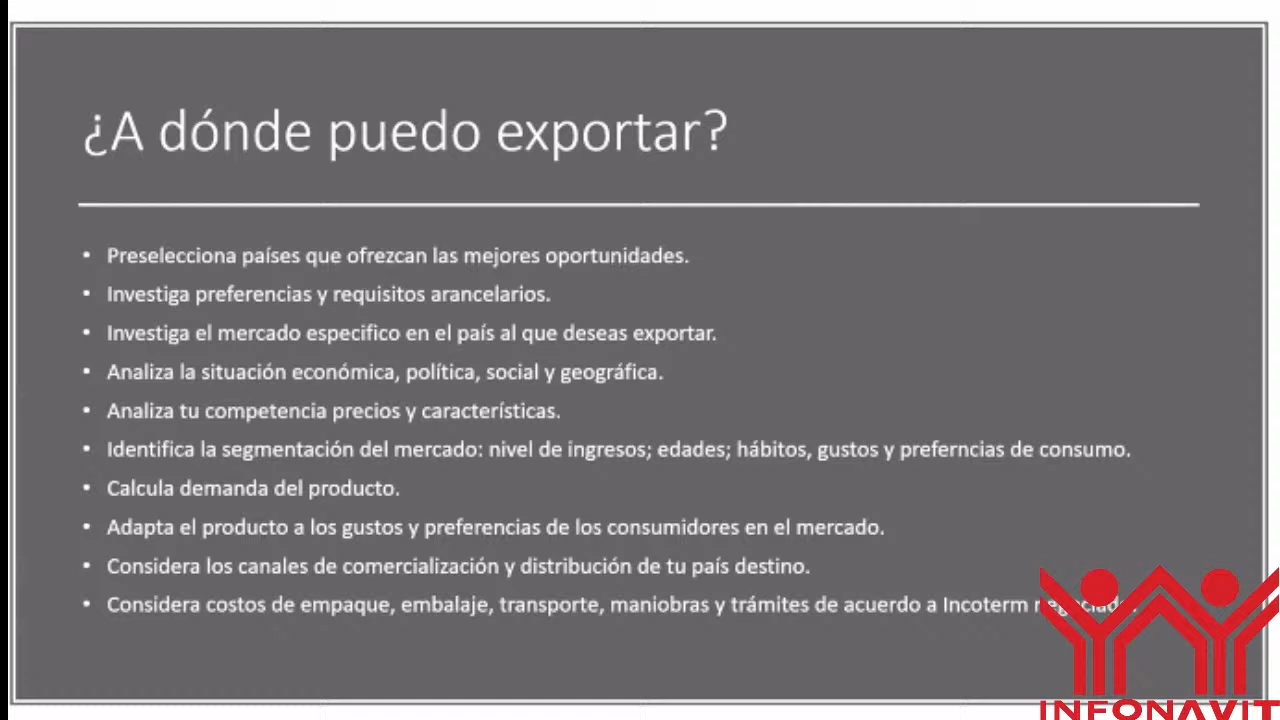 ¿A dónde puedo exportar?
• Preselecciona países que ofrezcan las mejores oportunidades.
• Investiga preferencias y requisitos arancelarios.
• Investiga el mercado especifico en el país al que deseas exportar.
• Analiza la situación económica, política, social y geográfica.
• Analiza tu competencia precios y características.
• Identifica la segmentación del mercado: nivel de ingresos; edades; hábitos, gustos y preferncias de consumo.
• Calcula demanda del producto.
• Adapta el producto a los gustos y preferencias de los consumidores en el mercado.
• Considera los canales de comercialización y distribución de tu país destino.
• Considera costos de empaque, embalaje, transporte, maniobras y trámites de acuerdo a Incoterm
INFONAVIT